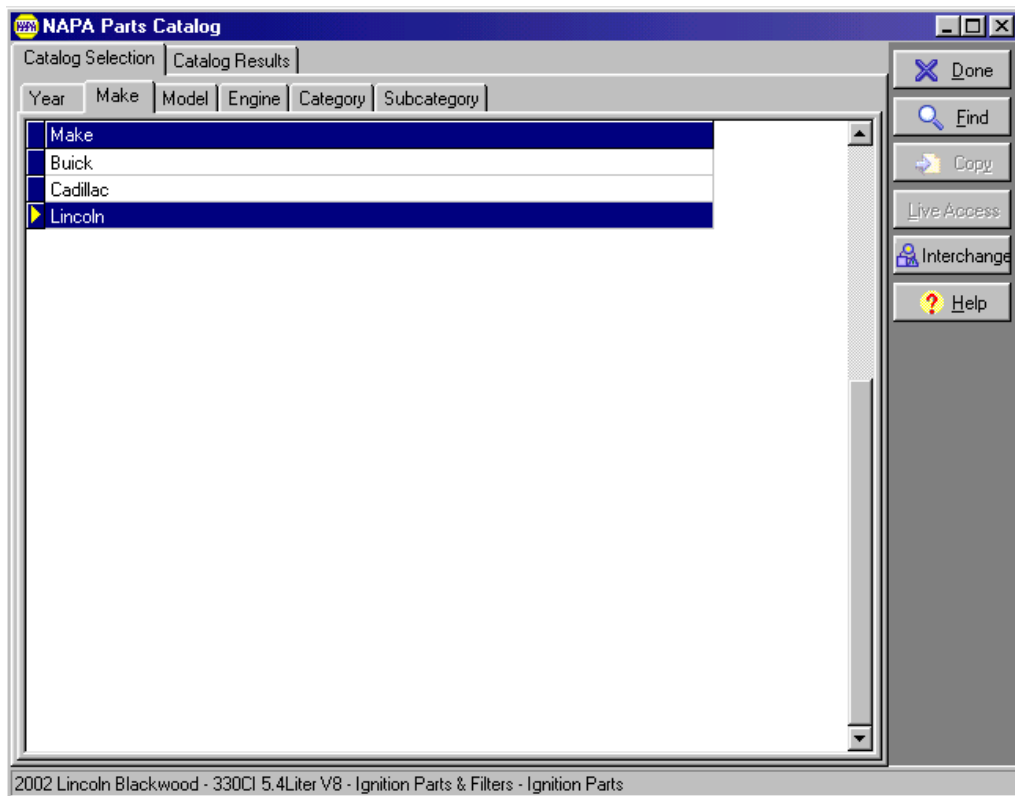 NAPA NAPA Parts Catalog
Catalog Selection Catalog Results
Year Make Model Engine Category Subcategory
Make
Buick
Cadillac
Lincoln
Done
Find
Copy
Live Access
Interchange
? Help
2002 Lincoln Blackwood - 330CI 5.4Liter V8 - Ignition Parts & Filters - Ignition Parts